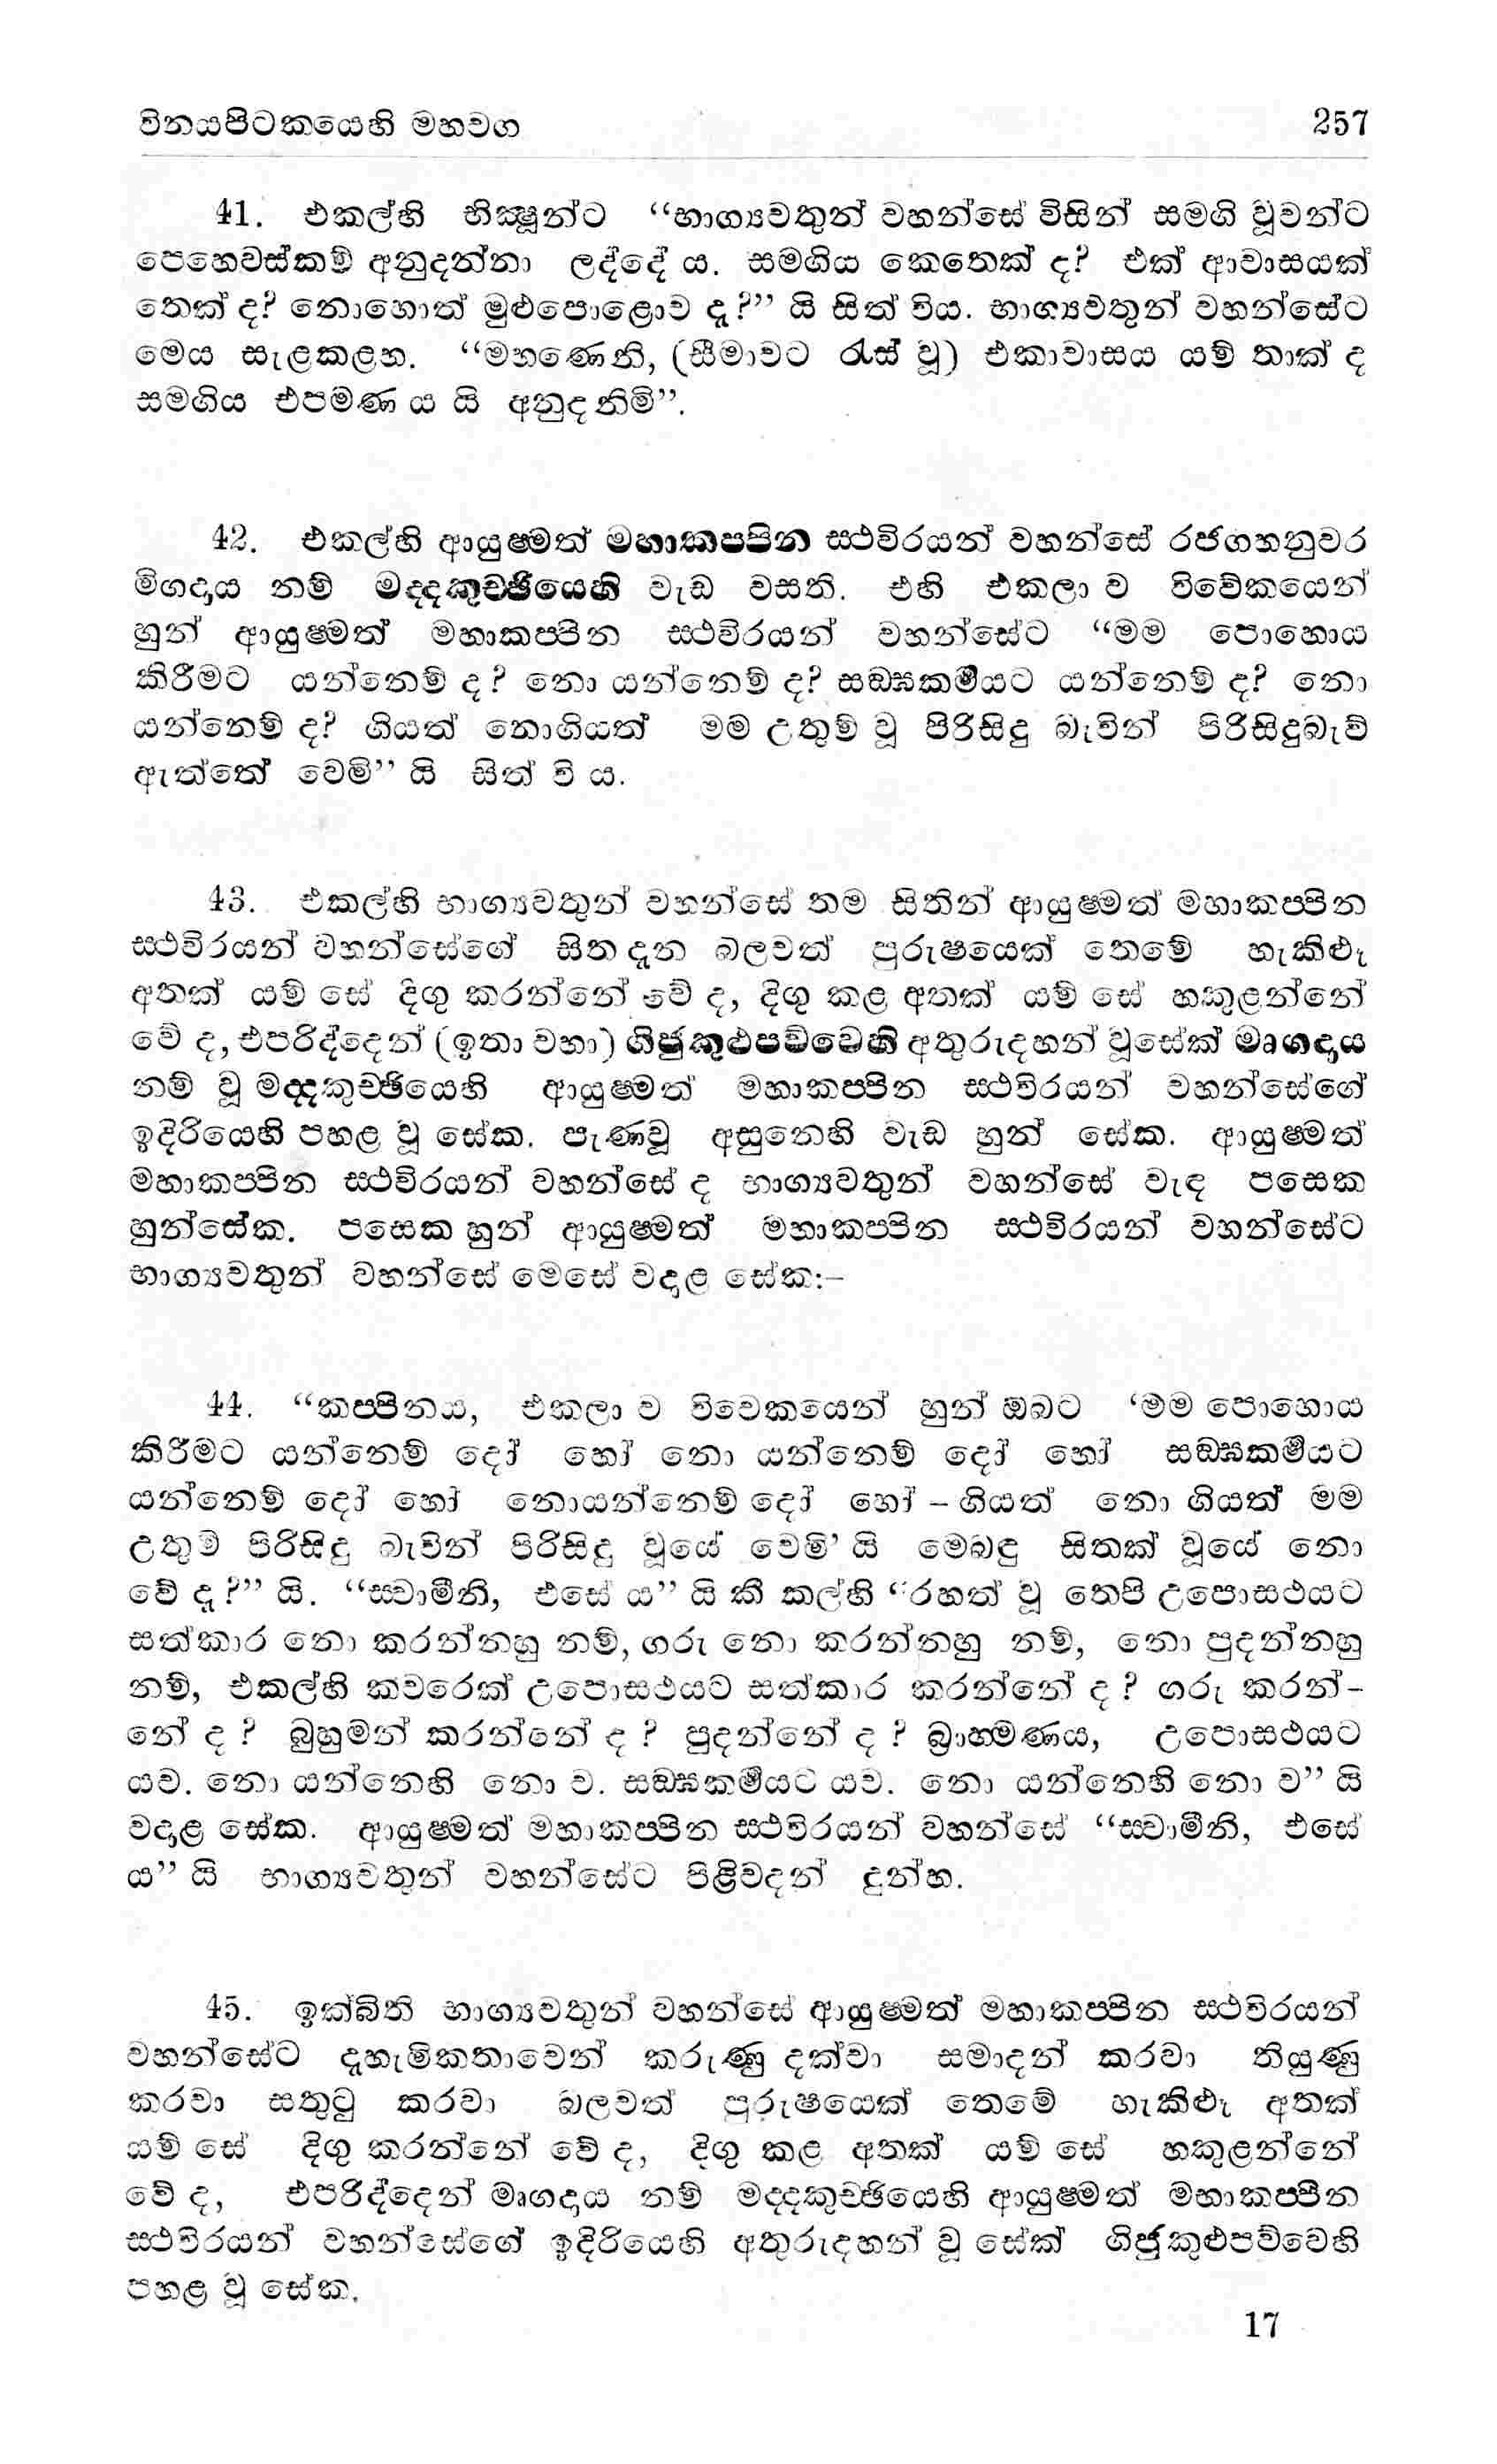 විනයපිටකයෙහි මහවග 257
41. එකල්හි භික්‍ෂූන්ට “භාග්‍යවතුන් වහන්සේ විසින් සමගි වූවන්ට
පෙහෙවස්කම් අනුදන්නා ලද්දේ ය. සමගිය කෙතෙක් ද? එක් ආවාසයක්
තෙක් ද? නොහොත් මුළුපොළොව දැ?” යි සිත් විය. භාග්‍යවතුන් වහන්සේට
මෙය සැළකළහ. “මහණෙනි, (සීමාවට රැස් වූ) එකාවාසය යම් තාක් ද
සමගිය එපමණ ය යි අනුදනිමි”.
42. එකල්හි ආයුෂ්මත් මහාකප්පින ස්ථවිරයන් වහන්සේ රජගහනුවර
මිගදාය නම් මද්දකුච්ඡියෙහි වැඩ වසති. එහි එකලා ව විවේකයෙන්
හුන් ආයුෂ්මත් මහාකප්පින ස්ථවිරයන් වහන්සේට “මම පොහොය
කිරීමට යන්නෙම් ද? නො යන්නෙම් ද? සඞ්ඝකර්‍මයට යන්නෙම් ද? නො
යන්නෙම් ද? ගියත් නොගියත් මම උතුම් වූ පිරිසිදු බැවින් පිරිසිදුබැව්
ඇත්තේ වෙමි” යි සිත් වි ය.
43. එකල්හි භාග්‍යවතුන් වහන්සේ තම සිතින් ආයුෂ්මත් මහාකප්පින
ස්ථවිරයන් වහන්සේගේ සිත දැන බලවත් පුරුෂයෙක් තෙමේ හැකිළූ
අතක් යම් සේ දිගු කරන්නේ වේ ද, දිගු කළ අතක් යම් සේ හකුළන්නේ
වේ ද, එපරිද්දෙන් (ඉතා වහා) ගිජුකුළුපව්වෙහි අතුරුදහන් වූසේක් මෘගදාය
නම් වූ මද්දකුච්ඡියෙහි ආයුෂ්මත් මහාකප්පින ස්ථවිරයන් වහන්සේගේ
ඉදිරියෙහි පහළ වූ සේක. පැණවූ අසුනෙහි වැඩ හුන් සේක. ආයුෂ්මත්
මහාකප්පින ස්ථවිරයන් වහන්සේ ද භාග්‍යවතුන් වහන්සේ වැඳ පසෙක
හුන්සේක. පසෙක හුන් ආයුෂ්මත් මහාකප්පින ස්ථවිරයන් වහන්සේට
භාග්‍යවතුන් වහන්සේ මෙසේ වදාළ සේක:–
44. “කප්පිනය, එකලා ව විවෙකයෙන් හුන් ඔබට ‘මම පොහොය
කිරීමට යන්නෙම් දෝ හෝ නො යන්නෙම් දෝ හෝ සඞ්ඝකර්‍මයට
යන්නෙම් දෝ හෝ නොයන්නෙම් දෝ හෝ – ගියත් නො ගියත් මම
උතුම් පිරිසිදු බැවින් පිරිසිදු වූයේ වෙමි’ යි මෙබඳු සිතක් වූයේ නො
වේ දැ?” යි. “ස්වාමීනි, එසේ ය” යි කී කල්හි “රහත් වූ තෙපි උපොසථයට
සත්කාර නො කරන්නහු නම්, ගරු නො කරන්නහු නම්, නො පුදන්නහු
නම්, එකල්හි කවරෙක් උපොසථයට සත්කාර කරන්නේ ද? ගරු කරන්-
නේ ද? බුහුමන් කරන්නේ ද? පුදන්නේ ද? බ්‍රාහ්මණය, උපොසථයට
යව. නො යන්නෙහි නො ව. සඞ්ඝකර්‍මයට යව. නො යන්නෙහි නො ව” යි
වදාළ සේක. ආයුෂ්මත් මහාකප්පින ස්ථවිරයන් වහන්සේ “ස්වාමීනි, එසේ
ය” යි භාග්‍යවතුන් වහන්සේට පිළිවදන් දුන්හ.
45. ඉක්බිති භාග්‍යවතුන් වහන්සේ ආයුෂ්මත් මහාකප්පින ස්ථවිරයන්
වහන්සේට දැහැමිකතාවෙන් කරුණු දක්වා සමාදන් කරවා තියුණු
කරවා සතුටු කරවා බලවත් පුරුෂයෙක් තෙමේ හැකිළූ අතක්
යම් සේ දිගු කරන්නේ වේ ද, දිගු කළ අතක් යම් සේ හකුළන්නේ
වේ ද, එපරිද්දෙන් මෘගදාය නම් මද්දකුච්ඡියෙහි ආයුෂ්මත් මහාකප්පින
ස්ථවිරයන් වහන්සේගේ ඉදිරියෙහි අතුරුදහන් වූ සේක් ගිජුකුළුපව්වෙහි
පහළ වූ සේක.
17